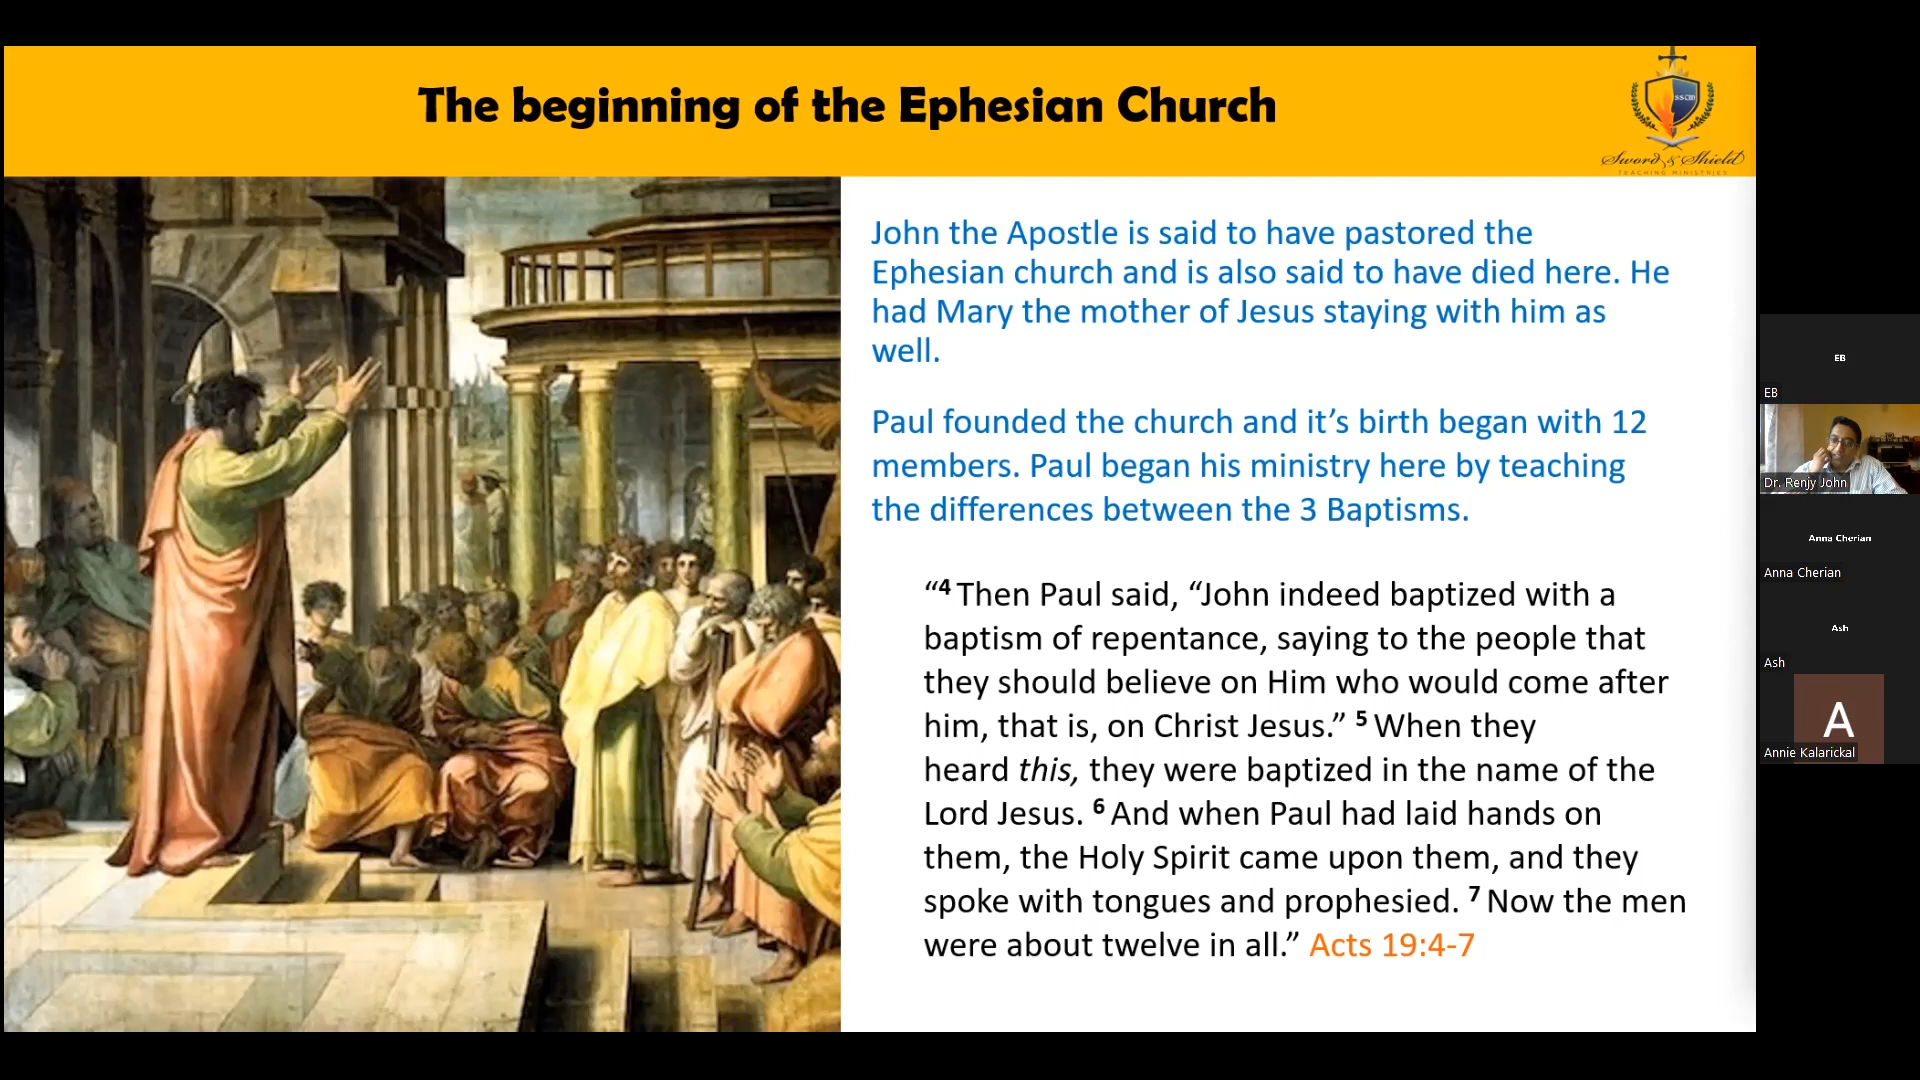 The beginning of the Ephesian Church
SSTM
Sword & Shield
TEACHING MINISTRIES
John the Apostle is said to have pastored the
Ephesian church and is also said to have died here. He
had Mary the mother of Jesus staying with him as
well.
Paul founded the church and it’s birth began with 12
members. Paul began his ministry here by teaching
the differences between the 3 Baptisms.
“4 Then Paul said, “John indeed baptized with a
baptism of repentance, saying to the people that
they should believe on Him who would come after
him, that is, on Christ Jesus.” 5 When they
heard this, they were baptized in the name of the
Lord Jesus. 6 And when Paul had laid hands on
them, the Holy Spirit came upon them, and they
spoke with tongues and prophesied. 7 Now the men
were about twelve in all.” Acts 19:4-7
EB
EB
Dr. Renjy John
Anna Cherian
Anna Cherian
Ash
Ash
A
Annie Kalarickal